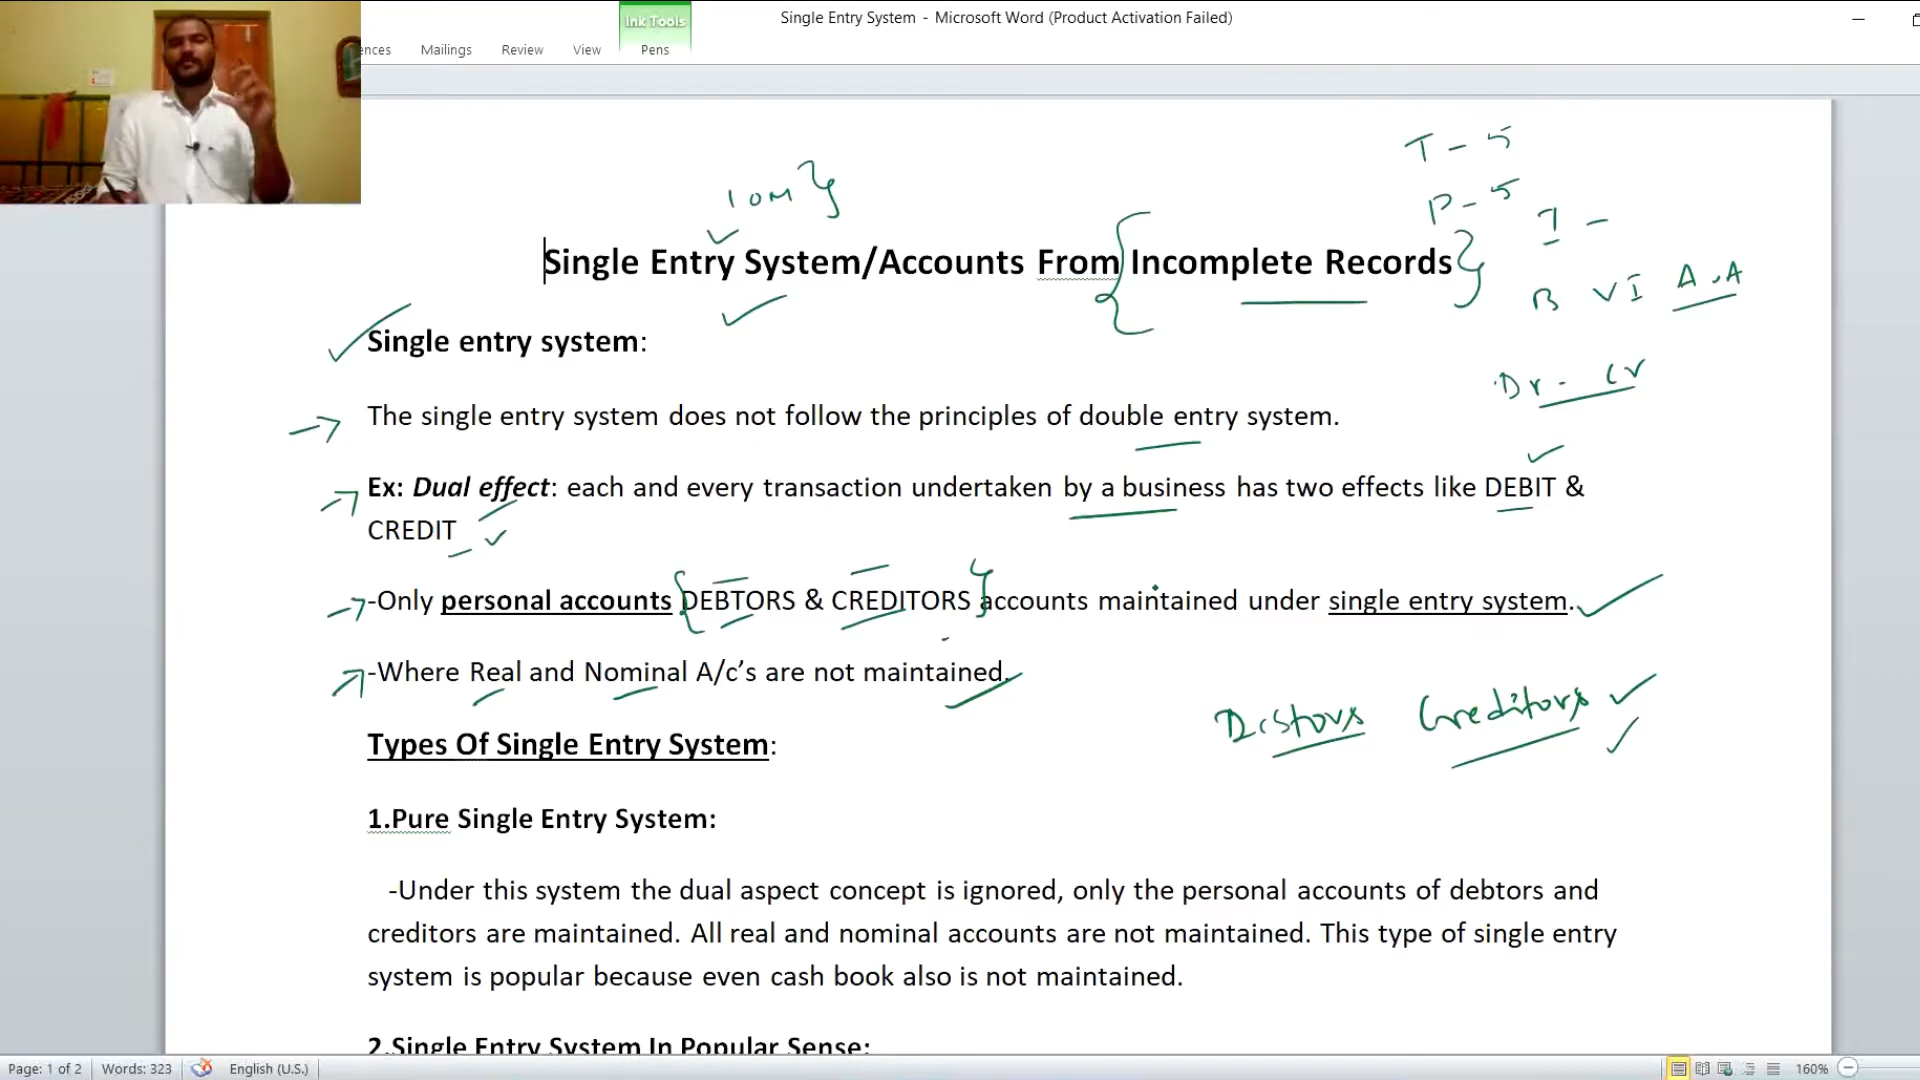 Single Entry System - Microsoft Word (Product Activation Failed)
Ink Tools
ences Mailings Review View Pens
T - 5
10M}
P - 5
Single Entry System/Accounts From Incomplete Records
B VI A.A
Single entry system:
Dr. Cr
The single entry system does not follow the principles of double entry system.
Ex: Dual effect: each and every transaction undertaken by a business has two effects like DEBIT &
CREDIT
-Only personal accounts DEBTORS & CREDITORS accounts maintained under single entry system.
-Where Real and Nominal A/c’s are not maintained.
Creditors
Types Of Single Entry System:
1.Pure Single Entry System:
-Under this system the dual aspect concept is ignored, only the personal accounts of debtors and
creditors are maintained. All real and nominal accounts are not maintained. This type of single entry
system is popular because even cash book also is not maintained.
2.Single Entry System In Popular Sense:
Page: 1 of 2 Words: 323 English (U.S.) 160%